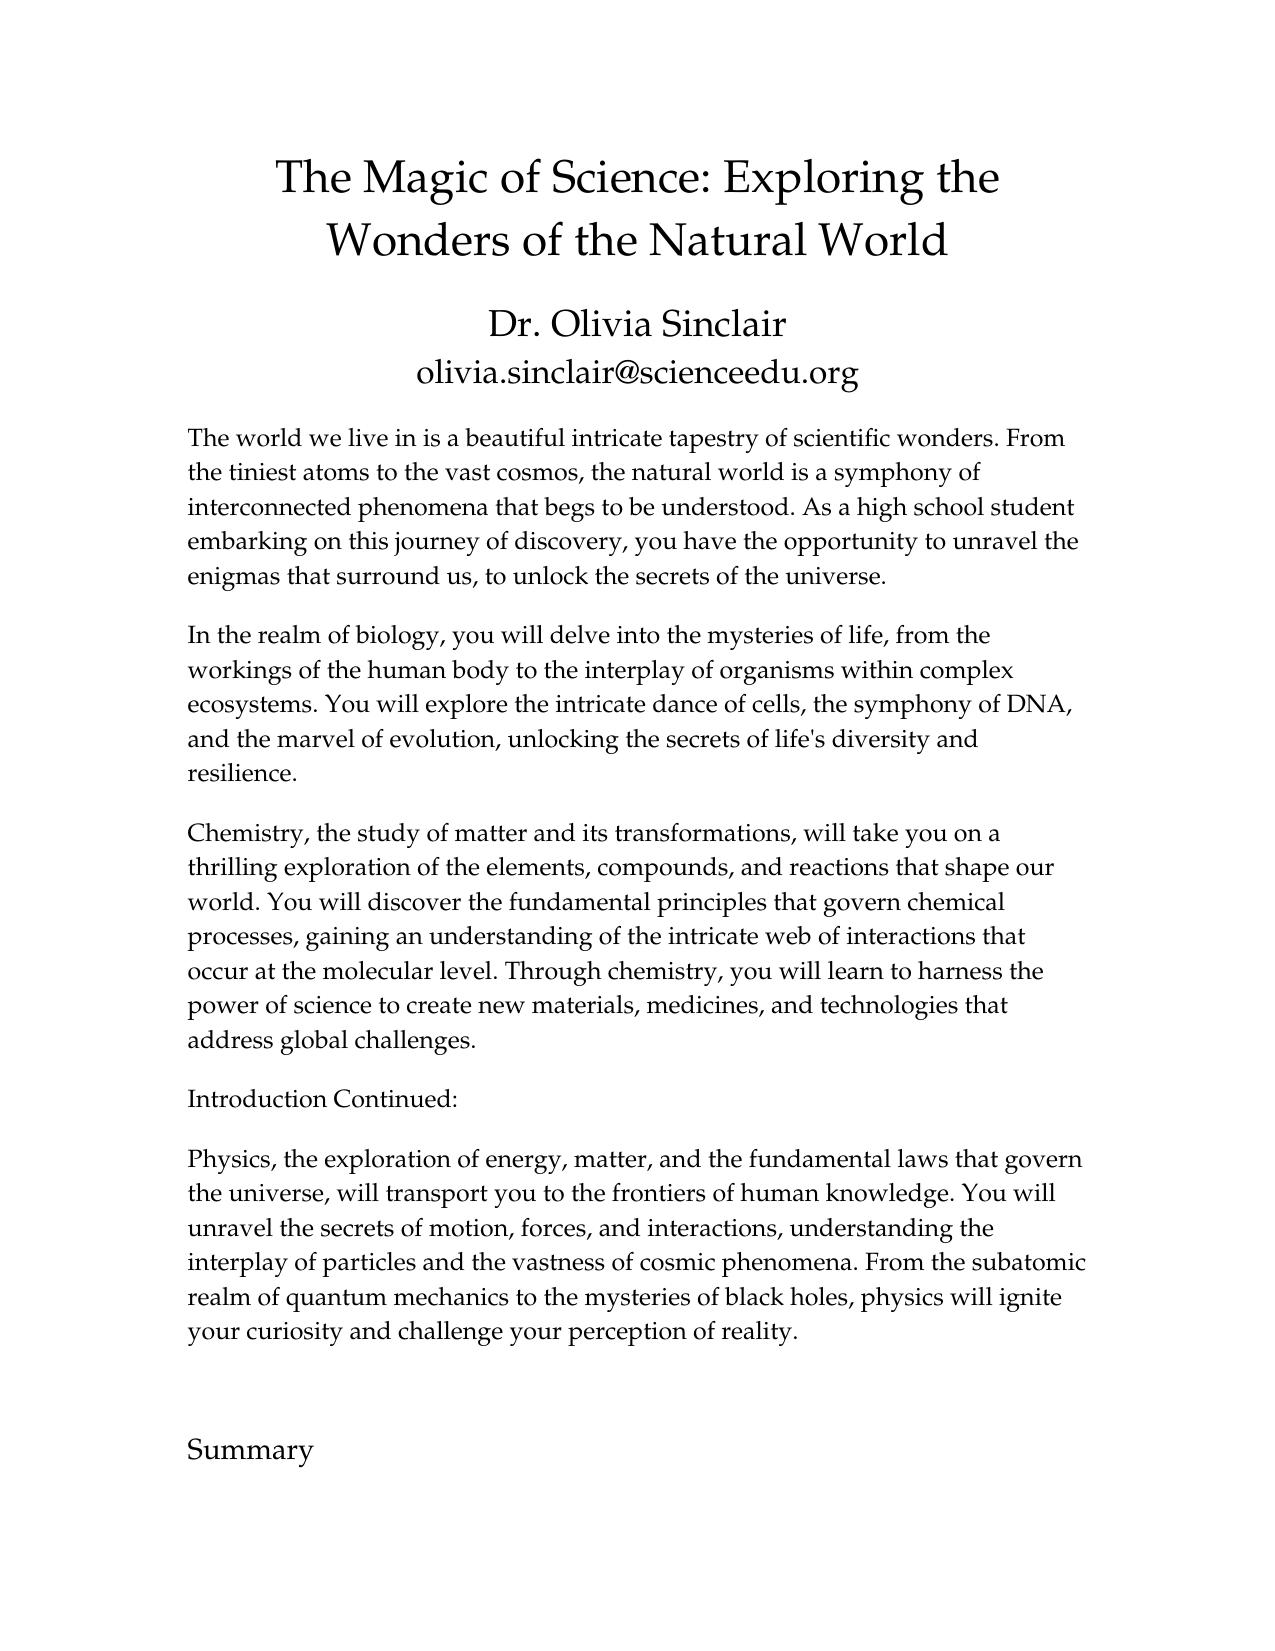 The Magic of Science: Exploring the
Wonders of the Natural World
Dr. Olivia Sinclair
olivia.sinclair@scienceedu.org
The world we live in is a beautiful intricate tapestry of scientific wonders. From
the tiniest atoms to the vast cosmos, the natural world is a symphony of
interconnected phenomena that begs to be understood. As a high school student
embarking on this journey of discovery, you have the opportunity to unravel the
enigmas that surround us, to unlock the secrets of the universe.
In the realm of biology, you will delve into the mysteries of life, from the
workings of the human body to the interplay of organisms within complex
ecosystems. You will explore the intricate dance of cells, the symphony of DNA,
and the marvel of evolution, unlocking the secrets of life's diversity and
resilience.
Chemistry, the study of matter and its transformations, will take you on a
thrilling exploration of the elements, compounds, and reactions that shape our
world. You will discover the fundamental principles that govern chemical
processes, gaining an understanding of the intricate web of interactions that
occur at the molecular level. Through chemistry, you will learn to harness the
power of science to create new materials, medicines, and technologies that
address global challenges.
Introduction Continued:
Physics, the exploration of energy, matter, and the fundamental laws that govern
the universe, will transport you to the frontiers of human knowledge. You will
unravel the secrets of motion, forces, and interactions, understanding the
interplay of particles and the vastness of cosmic phenomena. From the subatomic
realm of quantum mechanics to the mysteries of black holes, physics will ignite
your curiosity and challenge your perception of reality.
Summary